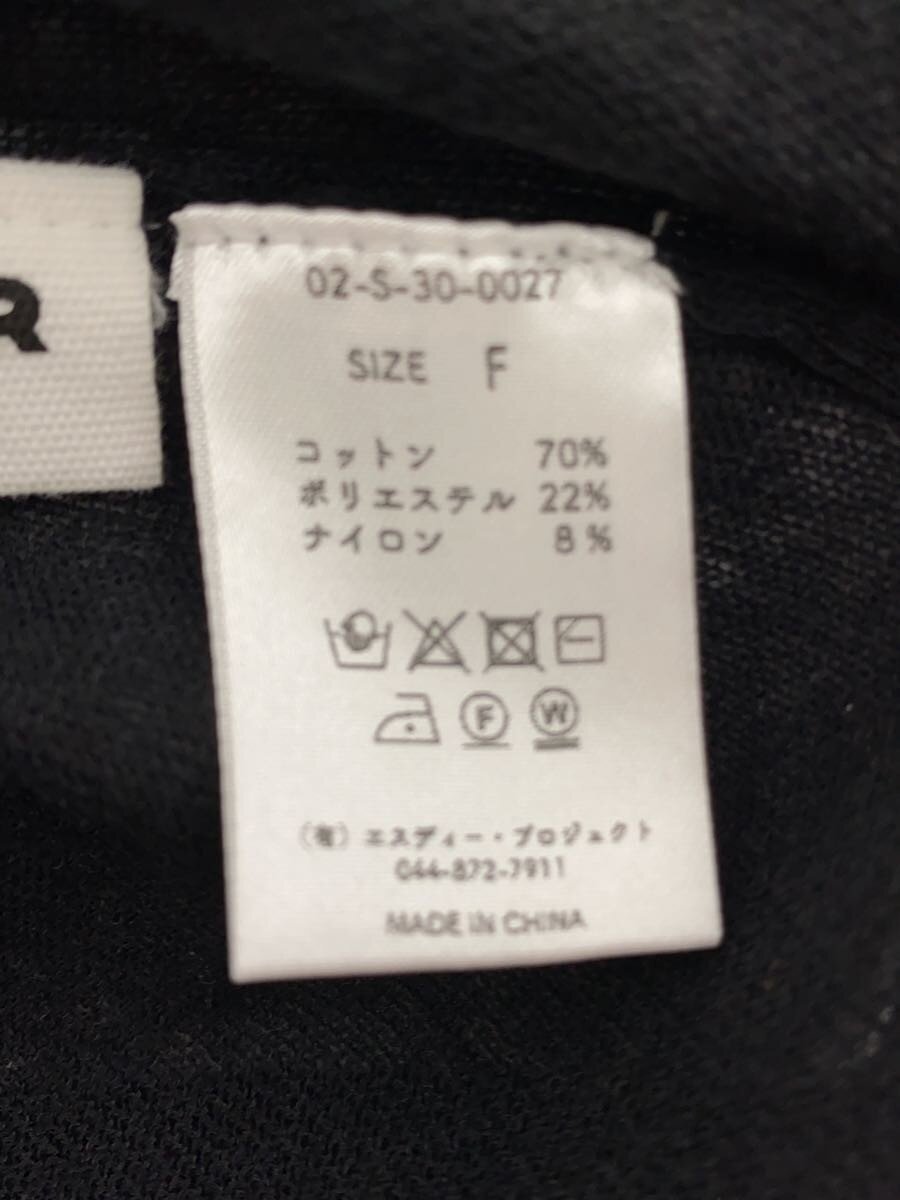 R
02-S-30-0027
SIZE F
コットン 70%
ポリエステル 22%
ナイロン 8%
F W
(有)エスディー・プロジェクト
044-872-7911
MADE IN CHINA